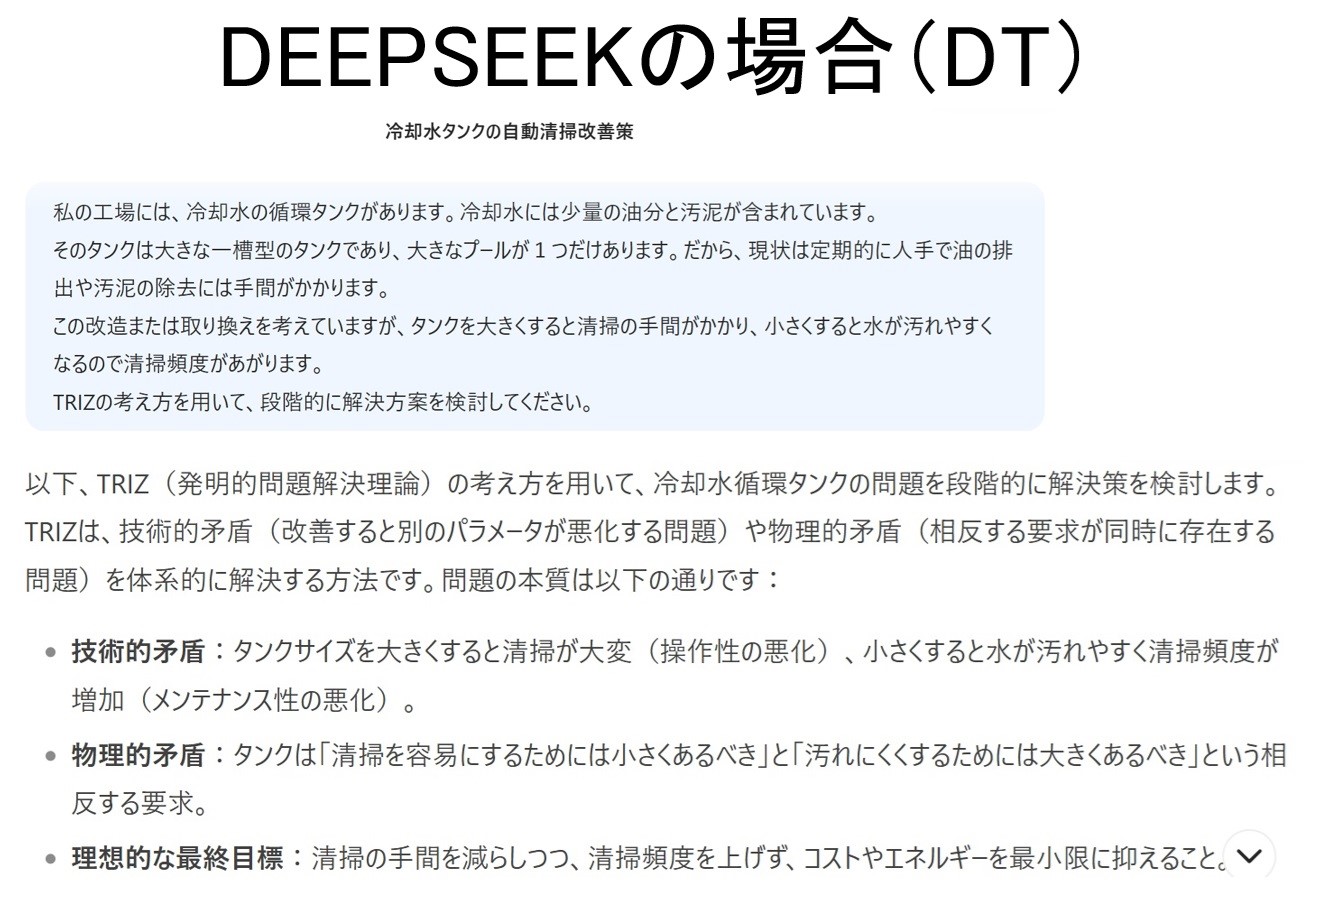 DEEPSEEKの場合（DT）
冷却水タンクの自動清掃改善策
私の工場には、冷却水の循環タンクがあります。冷却水には少量の油分と汚泥が含まれています。
そのタンクは大きな一槽型のタンクであり、大きなプールが１つだけあります。だから、現状は定期的に人手で油の排
出や汚泥の除去には手間がかかります。
この改造または取り換えを考えていますが、タンクを大きくすると清掃の手間がかかり、小さくすると水が汚れやすく
なるので清掃頻度があがります。
TRIZの考え方を用いて、段階的に解決方案を検討してください。
以下、TRIZ（発明的問題解決理論）の考え方を用いて、冷却水循環タンクの問題を段階的に解決策を検討します。
TRIZは、技術的矛盾（改善すると別のパラメータが悪化する問題）や物理的矛盾（相反する要求が同時に存在する
問題）を体系的に解決する方法です。問題の本質は以下の通りです：
• 技術的矛盾：タンクサイズを大きくすると清掃が大変（操作性の悪化）、小さくすると水が汚れやすく清掃頻度が
増加（メンテナンス性の悪化）。
• 物理的矛盾：タンクは「清掃を容易にするためには小さくあるべき」と「汚れにくくするためには大きくあるべき」という相
反する要求。
• 理想的な最終目標：清掃の手間を減らしつつ、清掃頻度を上げず、コストやエネルギーを最小限に抑えること。